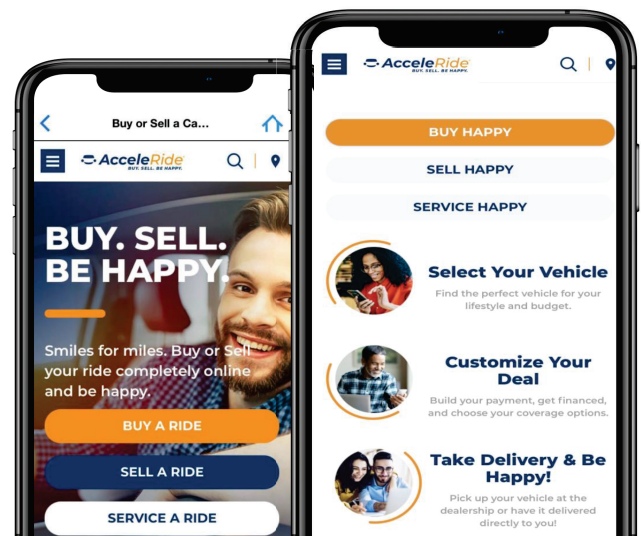 Buy or Sell a Ca...
AcceleRide
BUY. SELL. BE HAPPY.
BUY. SELL.
BE HAPPY.
Smiles for miles. Buy or Sell
your ride completely online
and be happy.
BUY A RIDE
SELL A RIDE
SERVICE A RIDE
AcceleRide
BUY. SELL. BE HAPPY.
BUY HAPPY
SELL HAPPY
SERVICE HAPPY
Select Your Vehicle
Find the perfect vehicle for your
lifestyle and budget.
Customize Your
Deal
Build your payment, get financed,
and choose your coverage options.
Take Delivery & Be
Happy!
Pick up your vehicle at the
dealership or have it delivered
directly to you!